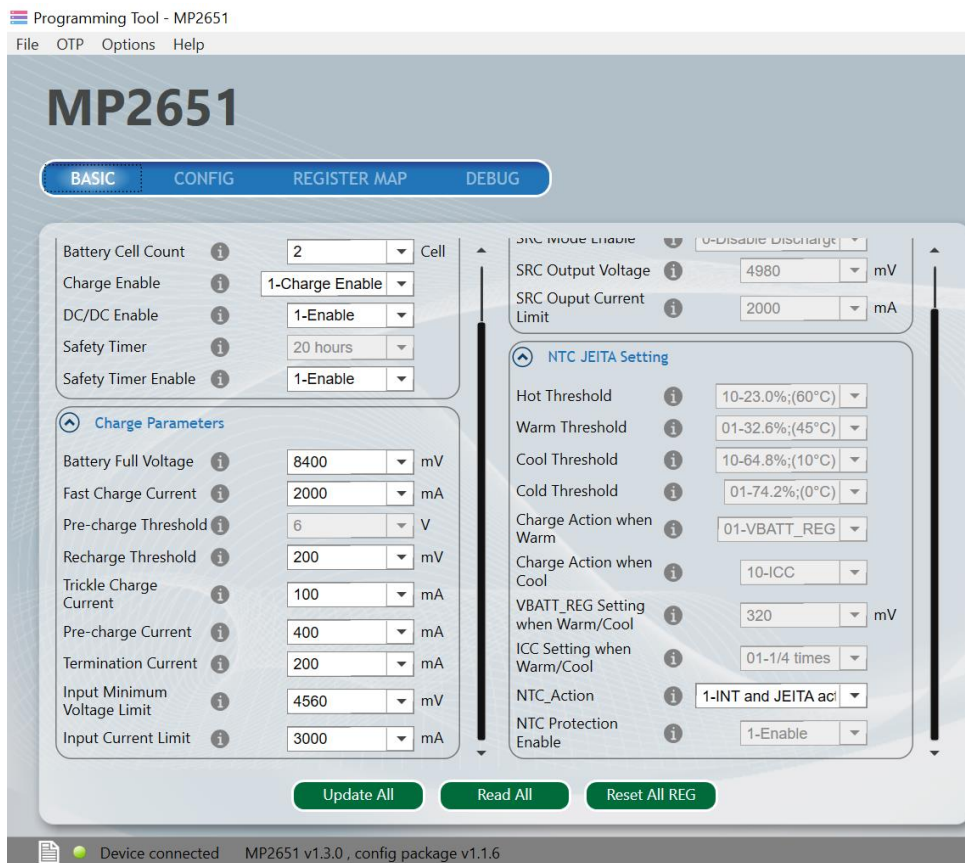 Programming Tool - MP2651
File OTP Options Help
MP2651
BASIC CONFIG REGISTER MAP DEBUG
Battery Cell Count 2 Cell
Charge Enable 1-Charge Enable
DC/DC Enable 1-Enable
Safety Timer 20 hours
Safety Timer Enable 1-Enable
Charge Parameters
Battery Full Voltage 8400 mV
Fast Charge Current 2000 mA
Pre-charge Threshold 6 V
Recharge Threshold 200 mV
Trickle Charge
Current 100 mA
Pre-charge Current 400 mA
Termination Current 200 mA
Input Minimum
Voltage Limit 4560 mV
Input Current Limit 3000 mA
SRC Mode Enable 0-Disable Discharge
SRC Output Voltage 4980 mV
SRC Ouput Current
Limit 2000 mA
NTC JEITA Setting
Hot Threshold 10-23.0%;(60°C)
Warm Threshold 01-32.6%;(45°C)
Cool Threshold 10-64.8%;(10°C)
Cold Threshold 01-74.2%;(0°C)
Charge Action when
Warm 01-VBATT_REG
Charge Action when
Cool 10-ICC
VBATT_REG Setting
when Warm/Cool 320 mV
ICC Setting when
Warm/Cool 01-1/4 times
NTC_Action 1-INT and JEITA act
NTC Protection
Enable 1-Enable
Update All Read All Reset All REG
Device connected MP2651 v1.3.0 , config package v1.1.6